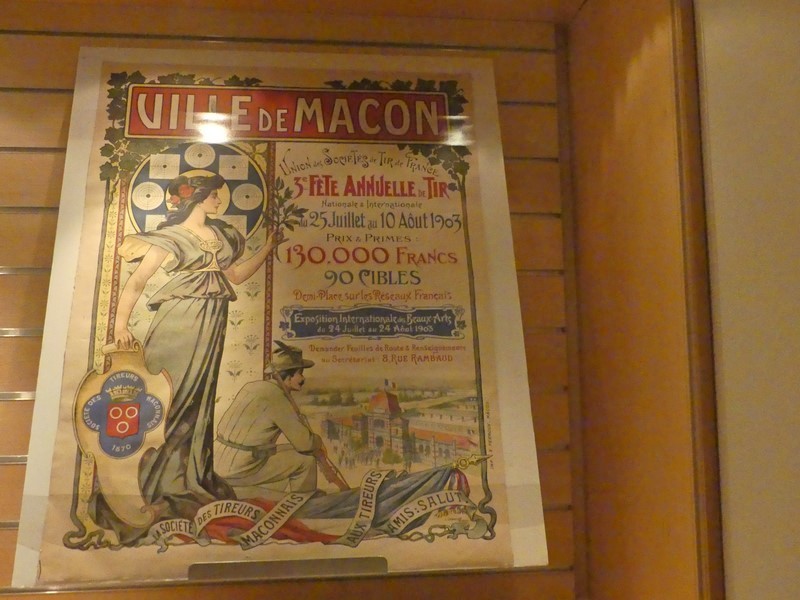 VILLE DE MACON
UNION des SOCIÉTÉS de TIR de FRANCE
3me FÊTE ANNUELLE DE TIR
Nationale & Internationale
du 25 Juillet au 10 Août 1903
PRIX & PRIMES :
130.000 FRANCS
90 CIBLES
Demi-Place sur les Réseaux Français
Exposition Internationale des Beaux-Arts
du 24 Juillet au 24 Août 1903
Demander Feuilles de Route & Renseignements
au Secrétariat : 8, RUE RAMBAUD
SOCIÉTÉ DES TIREURS MACONNAIS
1870
LA SOCIÉTÉ DES TIREURS MACONNAIS AUX TIREURS AMIS: SALUT